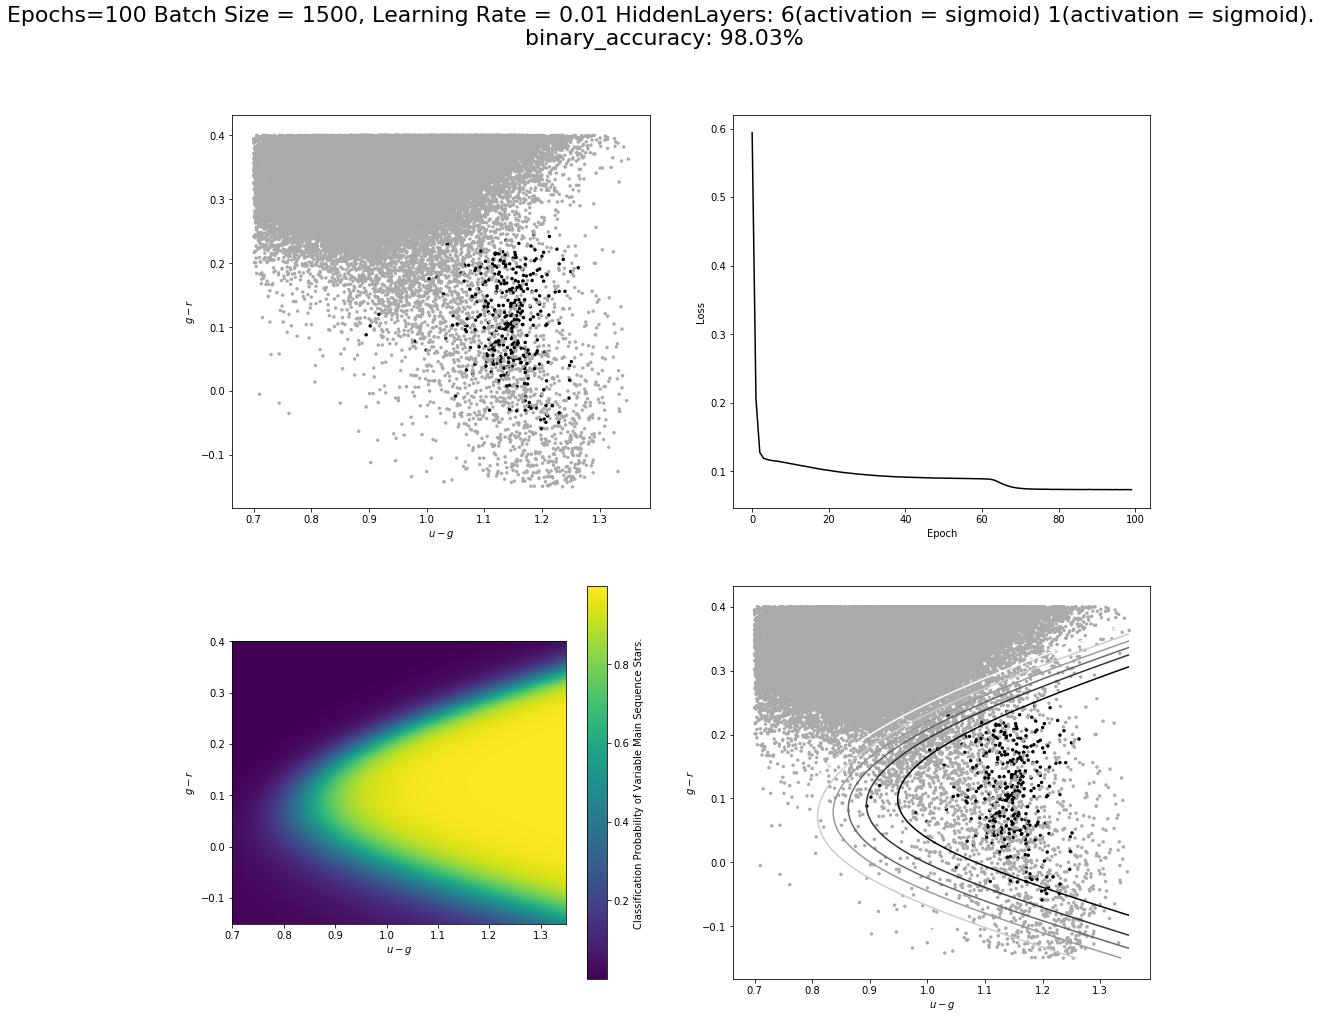 Epochs=100 Batch Size = 1500, Learning Rate = 0.01 HiddenLayers: 6(activation = sigmoid) 1(activation = sigmoid).
binary_accuracy: 98.03%
0.4
0.3
0.2
0.1
0.0
−0.1
g − r
0.7 0.8 0.9 1.0 1.1 1.2 1.3
u − g
0.6
0.5
0.4
0.3
0.2
0.1
Loss
0 20 40 60 80 100
Epoch
0.4
0.3
0.2
0.1
0.0
−0.1
g − r
0.7 0.8 0.9 1.0 1.1 1.2 1.3
u − g
0.8
0.6
0.4
0.2
Classification Probability of Variable Main Sequence Stars.
0.4
0.3
0.2
0.1
0.0
−0.1
g − r
0.7 0.8 0.9 1.0 1.1 1.2 1.3
u − g